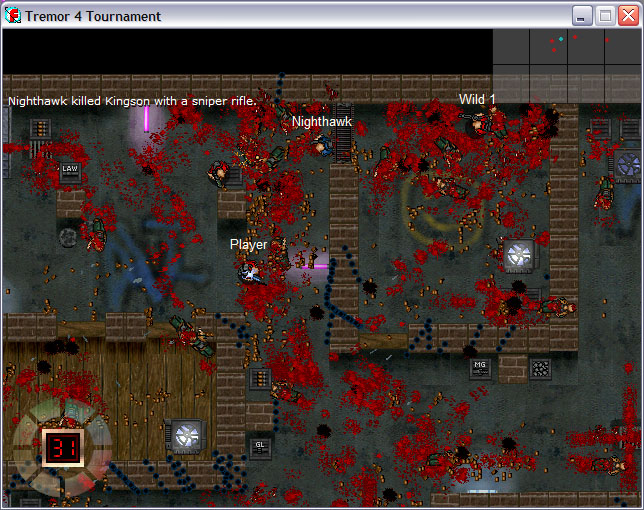 Tremor 4 Tournament
Nighthawk killed Kingson with a sniper rifle.
Wild 1
Nighthawk
LAW
Player
MG
31
GL